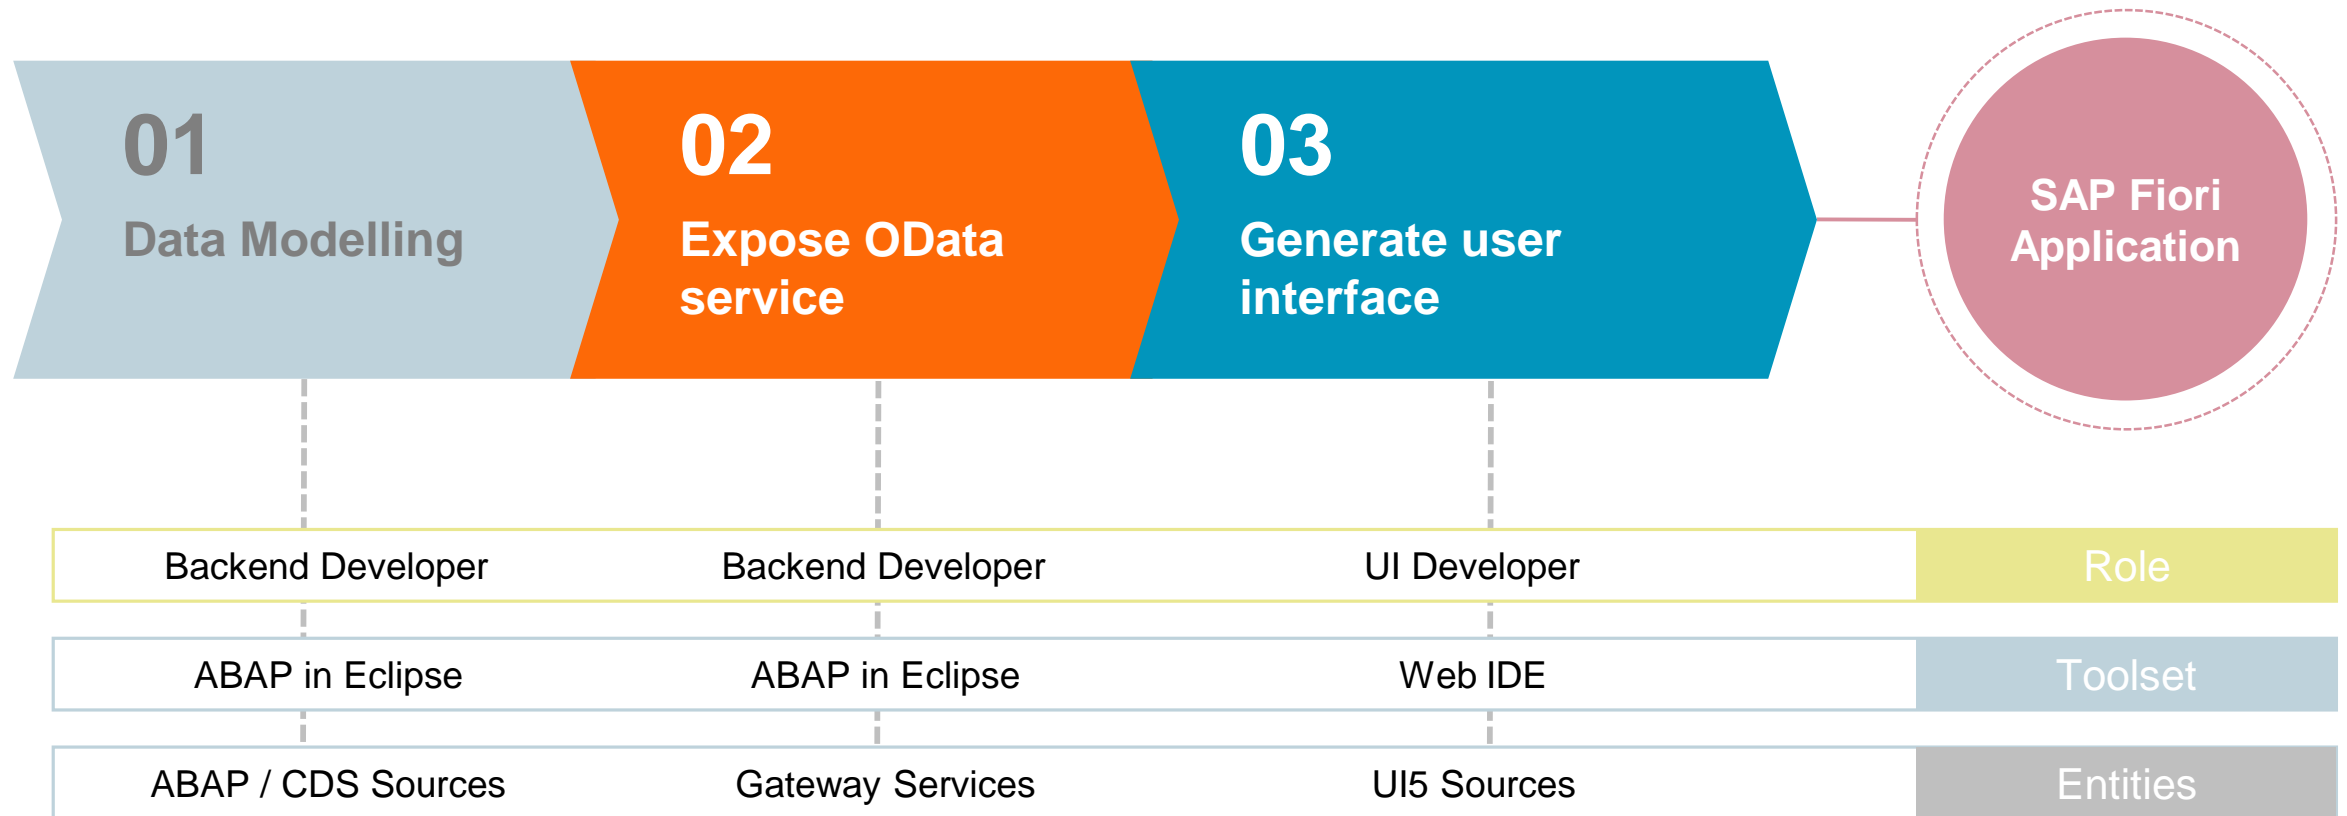 01
Data Modelling
02
Expose OData
service
03
Generate user
interface
SAP Fiori
Application
Backend Developer
Backend Developer
UI Developer
Role
ABAP in Eclipse
ABAP in Eclipse
Web IDE
Toolset
ABAP / CDS Sources
Gateway Services
UI5 Sources
Entities